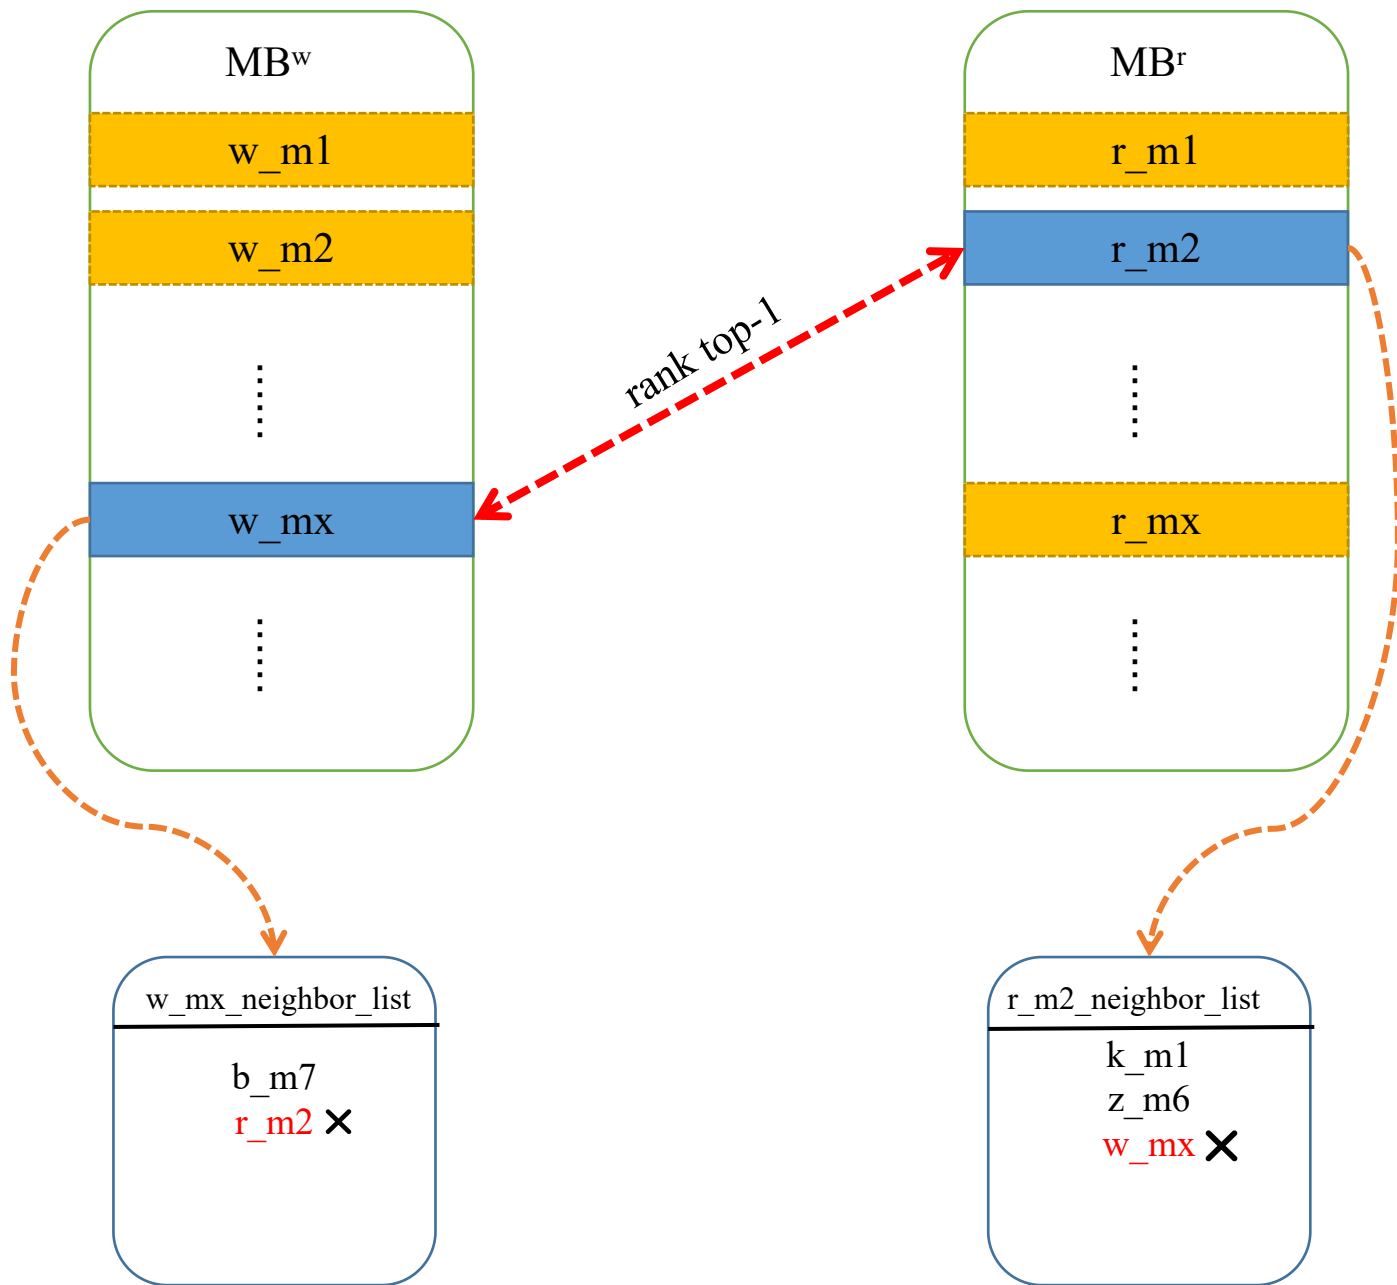 MBʷ
w_m1
w_m2
w_mx
rank top-1
MBʳ
r_m1
r_m2
r_mx
w_mx_neighbor_list
b_m7
r_m2
r_m2_neighbor_list
k_m1
z_m6
w_mx